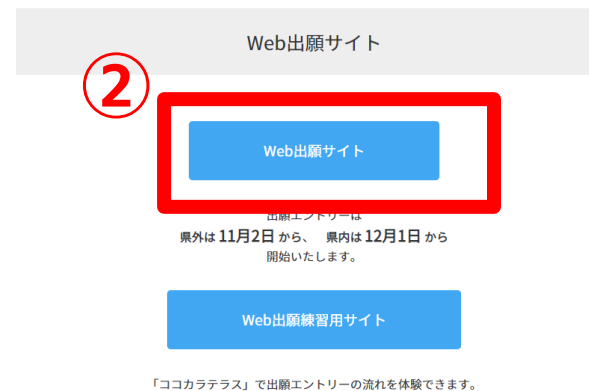 Web出願サイト
②
Web出願サイト
出願エントリーは
県外は 11月2日 から、 県内は 12月1日 から
開始いたします。
Web出願練習用サイト
「ココカラテラス」で出願エントリーの流れを体験できます。